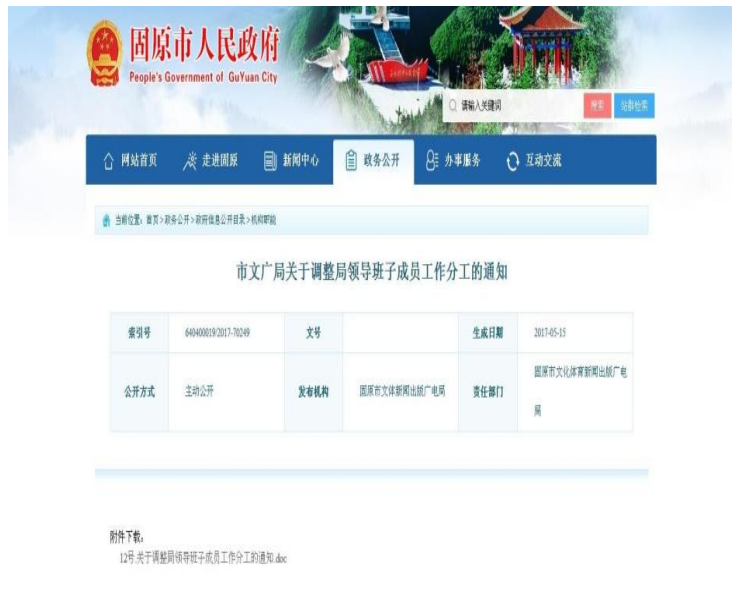 固原市人民政府
People's Government of GuYuan City
请输入关键词 搜索 站群检索
网站首页 走进固原 新闻中心 政务公开 办事服务 互动交流
当前位置：首页>政务公开>政府信息公开目录>机构职能
市文广局关于调整局领导班子成员工作分工的通知
索引号 640400019/2017-70249 文号 生成日期 2017-05-15
公开方式 主动公开 发布机构 固原市文体新闻出版广电局 责任部门 固原市文化体育新闻出版广电
局
附件下载：
12号.关于调整局领导班子成员工作分工的通知.doc